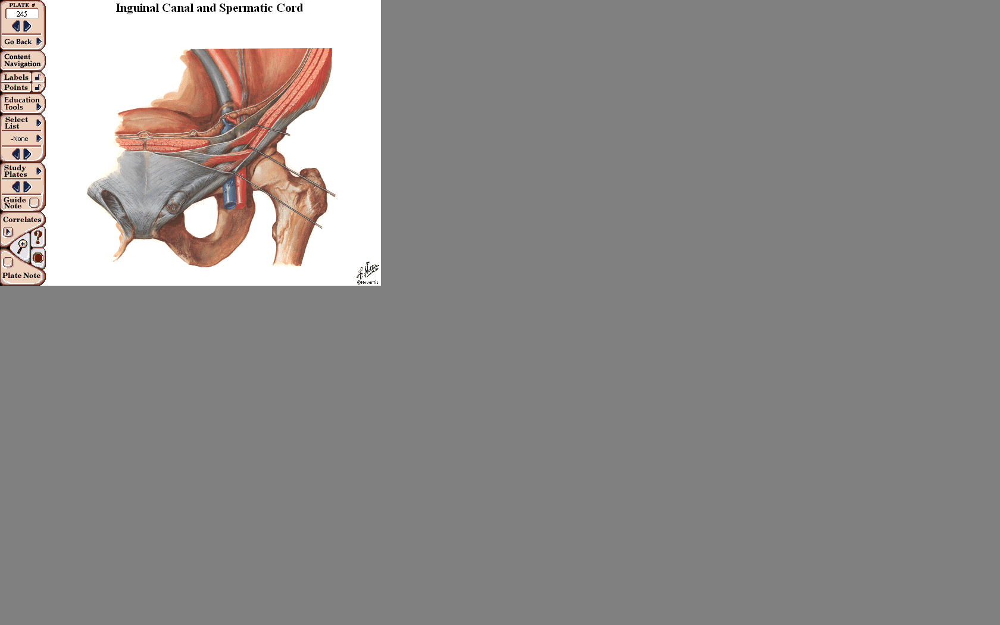 PLATE #
245
Go Back
Content
Navigation
Labels
Points
Education
Tools
Select
List
-None
Study
Plates
Guide
Note
Correlates
?
Plate Note
Inguinal Canal and Spermatic Cord
F. Netter
©Novartis